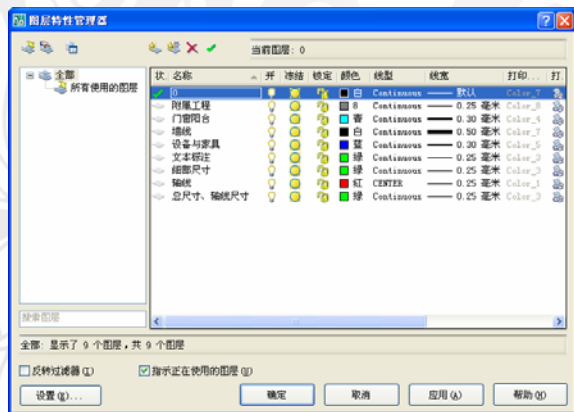 图层特性管理器
当前图层: 0
全部
所有使用的图层
状 名称 开 冻结 锁定 颜色 线型 线宽 打印... 打.
0 白 Continuous 默认 Color_7
附属工程 8 Continuous 0.25 毫米 Color_8
门窗阳台 青 Continuous 0.30 毫米 Color_4
墙线 白 Continuous 0.50 毫米 Color_7
设备与家具 蓝 Continuous 0.30 毫米 Color_5
文本标注 绿 Continuous 0.25 毫米 Color_3
细部尺寸 绿 Continuous 0.25 毫米 Color_3
轴线 红 CENTER 0.25 毫米 Color_1
总尺寸、轴线尺寸 绿 Continuous 0.25 毫米 Color_3
搜索图层
全部: 显示了 9 个图层，共 9 个图层
反转过滤器(I) 指示正在使用的图层(U)
设置(E)... 确定 取消 应用(A) 帮助(H)